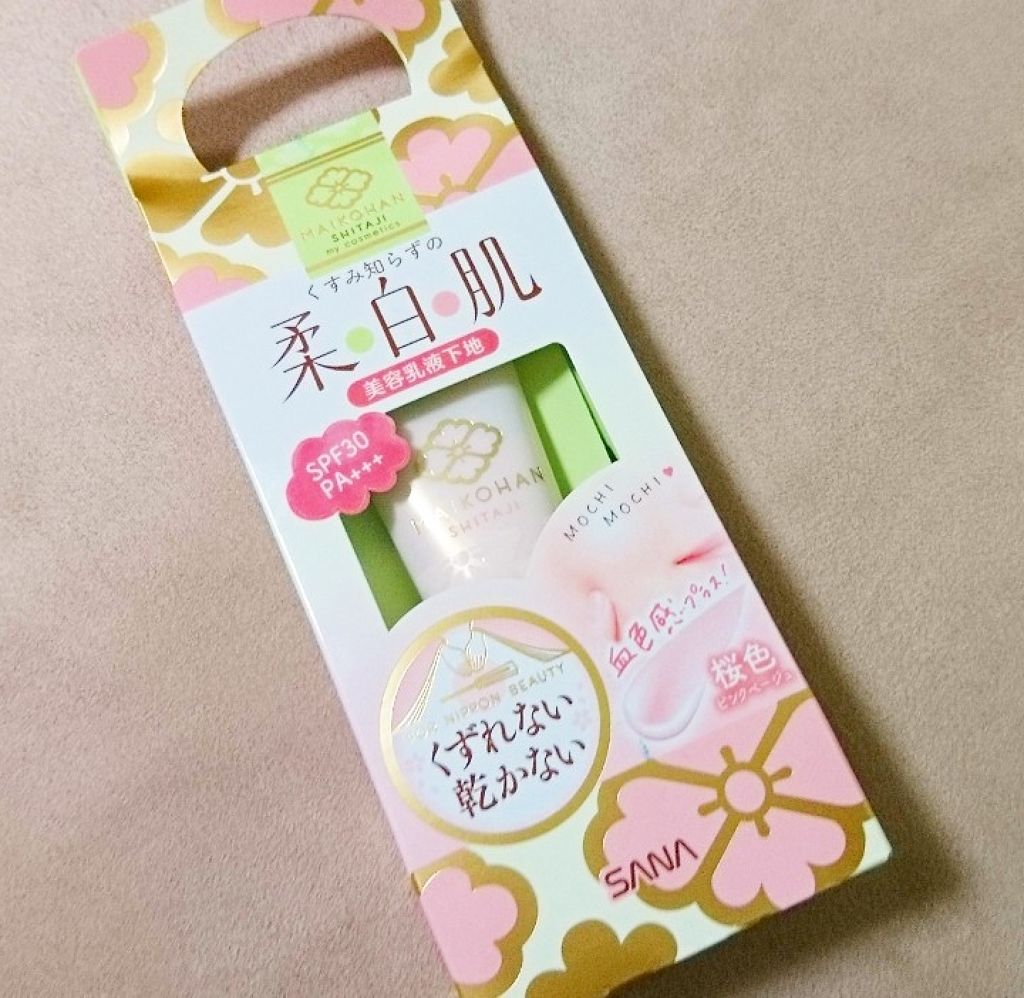 MAIKOHAN
SHITAJI
my cosmetics
くすみ知らずの
柔・白・肌
美容乳液下地
SPF30
PA+++
MAIKOHAN
SHITAJI
MOCHI
MOCHI♥
血色感プラス!
桜色
ピンクベージュ
NIPPON BEAUTY
くずれない
乾かない
SANA